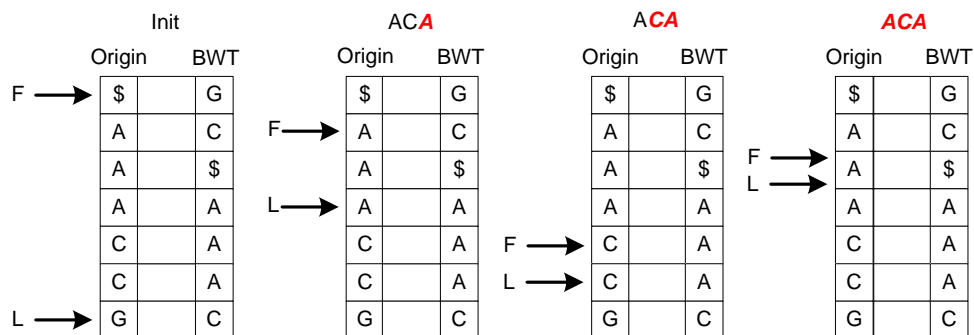 Init ACA ACA ACA
Origin BWT Origin BWT Origin BWT Origin BWT
F $ G $ G $ G $ G
A C F A C A C A C
A $ A $ A $ F L A $
A A L A A A A A A
C A C A F C A C A
C A C A L C A C A
L G C G C G C G C